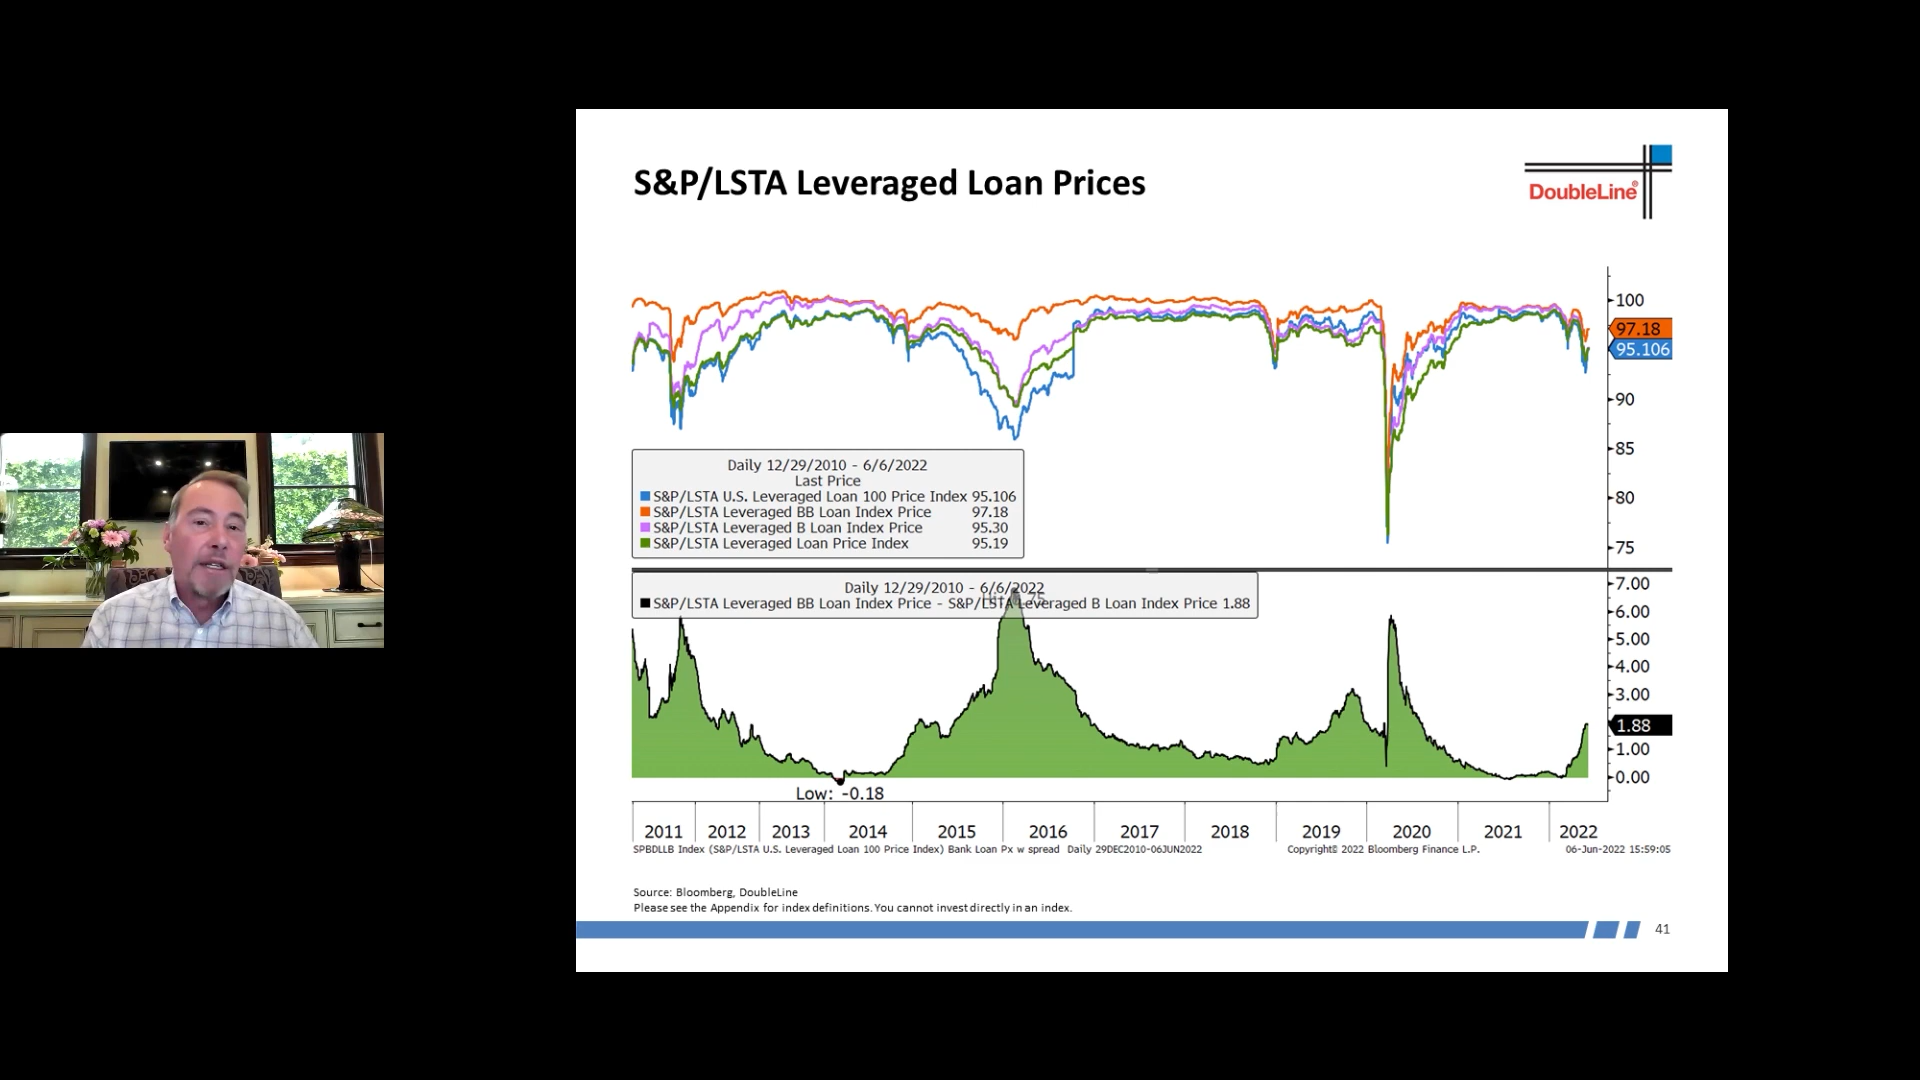 S&P/LSTA Leveraged Loan Prices
DoubleLine®
100
97.18
95.106
90
85
80
75
Daily 12/29/2010 - 6/6/2022
Last Price
S&P/LSTA U.S. Leveraged Loan 100 Price Index 95.106
S&P/LSTA Leveraged BB Loan Index Price 97.18
S&P/LSTA Leveraged B Loan Index Price 95.30
S&P/LSTA Leveraged Loan Price Index 95.19
Daily 12/29/2010 - 6/6/2022
S&P/LSTA Leveraged BB Loan Index Price - S&P/LSTA Leveraged B Loan Index Price 1.88
7.00
6.00
5.00
4.00
3.00
1.88
1.00
0.00
Low: -0.18
2011 2012 2013 2014 2015 2016 2017 2018 2019 2020 2021 2022
SPBDLLB Index (S&P/LSTA U.S. Leveraged Loan 100 Price Index) Bank Loan Px w spread Daily 29DEC2010-06JUN2022 Copyright© 2022 Bloomberg Finance L.P. 06-Jun-2022 15:59:05
Source: Bloomberg, DoubleLine
Please see the Appendix for index definitions. You cannot invest directly in an index.
41